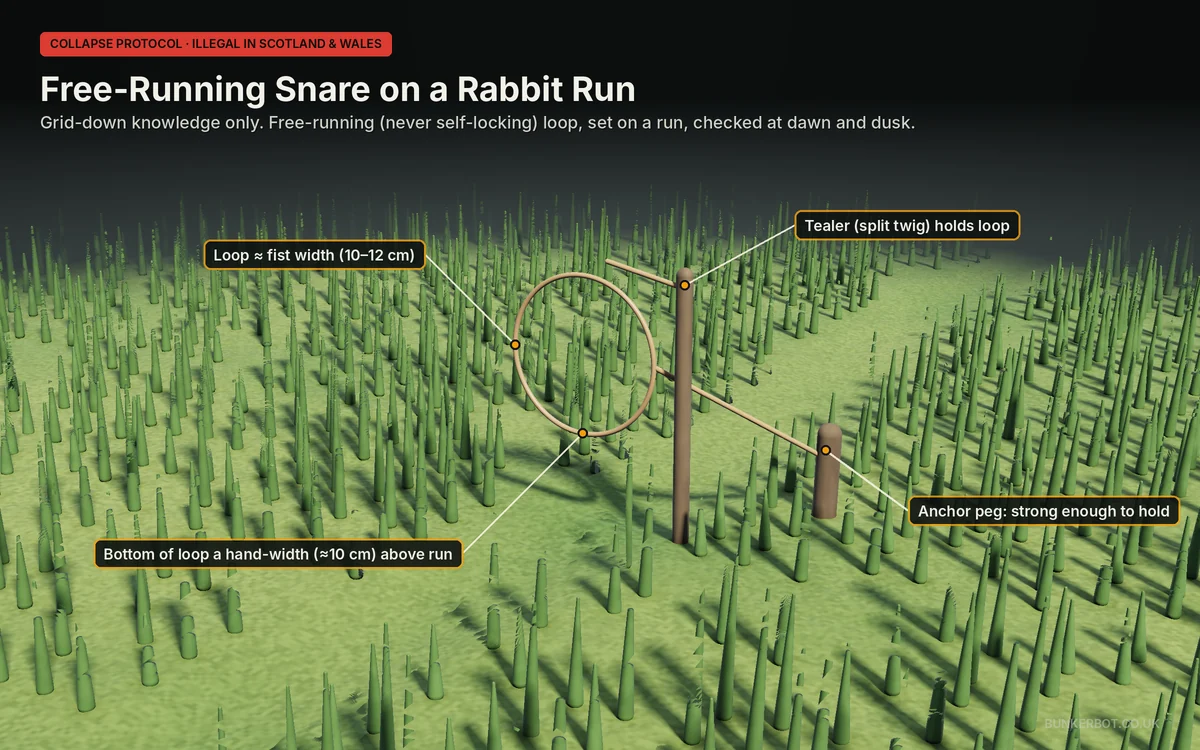 COLLAPSE PROTOCOL · ILLEGAL IN SCOTLAND & WALES
Free-Running Snare on a Rabbit Run
Grid-down knowledge only. Free-running (never self-locking) loop, set on a run, checked at dawn and dusk.
Tealer (split twig) holds loop
Loop ≈ fist width (10–12 cm)
Anchor peg: strong enough to hold
Bottom of loop a hand-width (≈10 cm) above run
BUNKERBOT.CO.UK